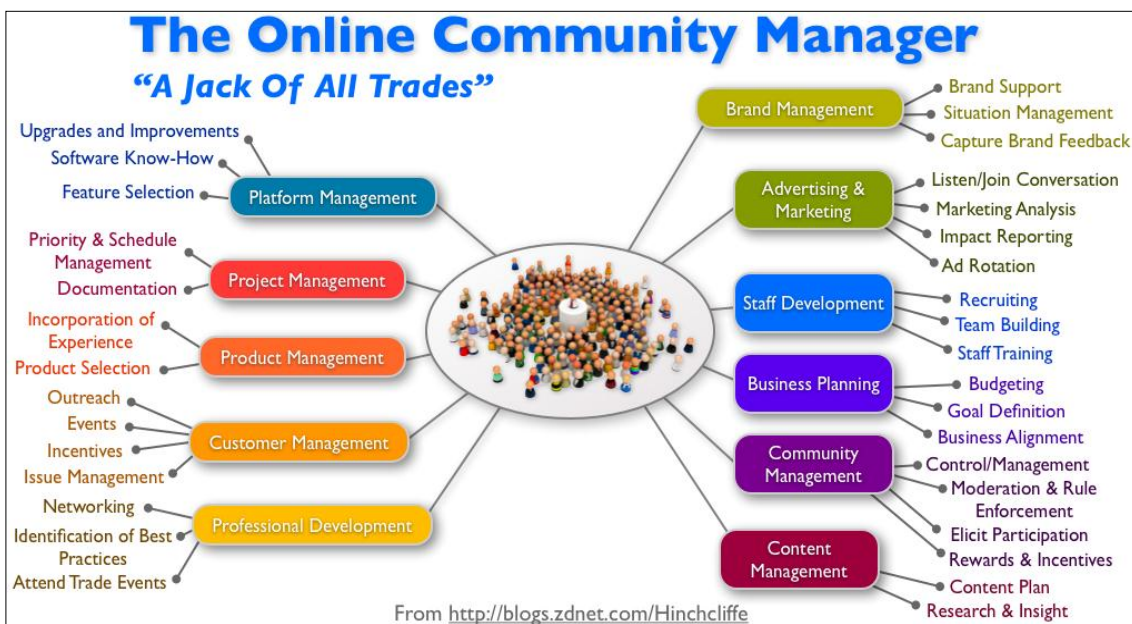 The Online Community Manager
“A Jack Of All Trades”
Upgrades and Improvements
Software Know-How
Feature Selection
Platform Management
Priority & Schedule
Management
Documentation
Project Management
Incorporation of
Experience
Product Selection
Product Management
Outreach
Events
Incentives
Issue Management
Customer Management
Networking
Identification of Best
Practices
Attend Trade Events
Professional Development
Brand Management
Brand Support
Situation Management
Capture Brand Feedback
Advertising &
Marketing
Listen/Join Conversation
Marketing Analysis
Impact Reporting
Ad Rotation
Staff Development
Recruiting
Team Building
Staff Training
Business Planning
Budgeting
Goal Definition
Business Alignment
Community
Management
Control/Management
Moderation & Rule
Enforcement
Elicit Participation
Rewards & Incentives
Content
Management
Content Plan
Research & Insight
From http://blogs.zdnet.com/Hinchcliffe